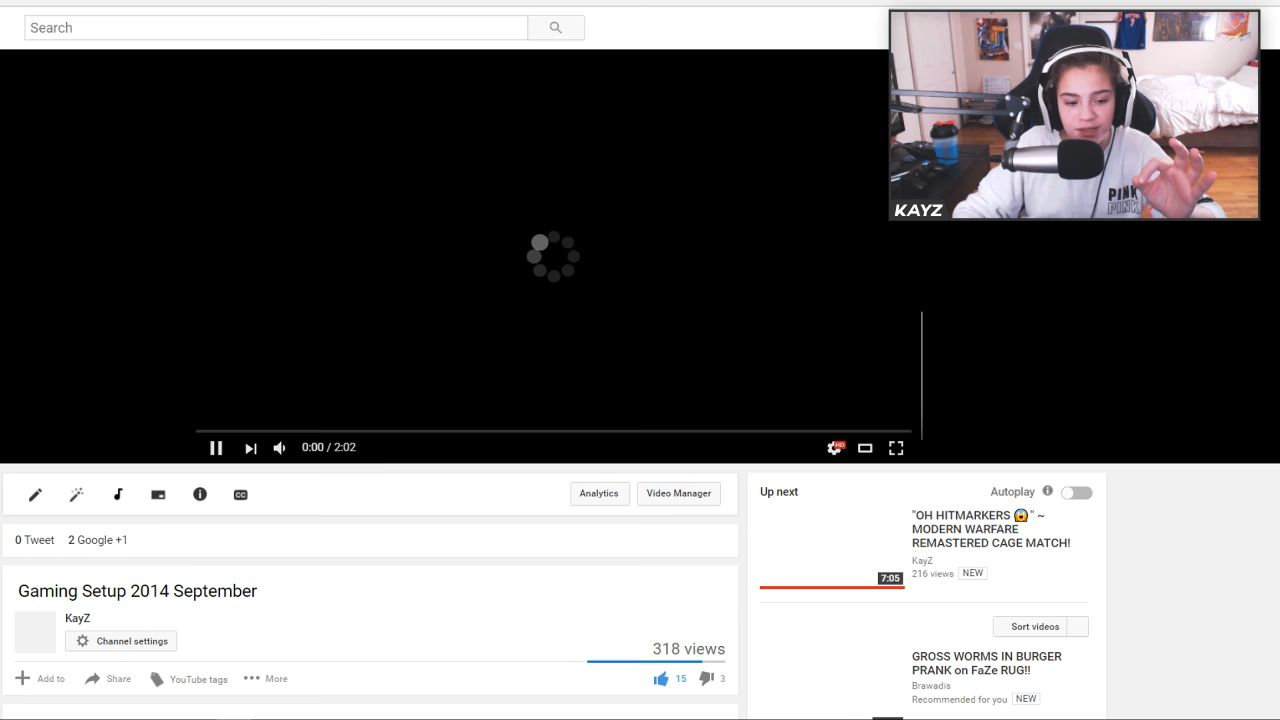 Search
KAYZ
PINK
PINK
0:00 / 2:02
HD
CC
Analytics
Video Manager
0 Tweet 2 Google +1
Gaming Setup 2014 September
KayZ
Channel settings
318 views
Add to
Share
YouTube tags
More
15
3
Up next
Autoplay
"OH HITMARKERS 😱" ~
MODERN WARFARE
REMASTERED CAGE MATCH!
KayZ
216 views NEW
7:05
Sort videos
GROSS WORMS IN BURGER
PRANK on FaZe RUG!!
Brawadis
Recommended for you NEW